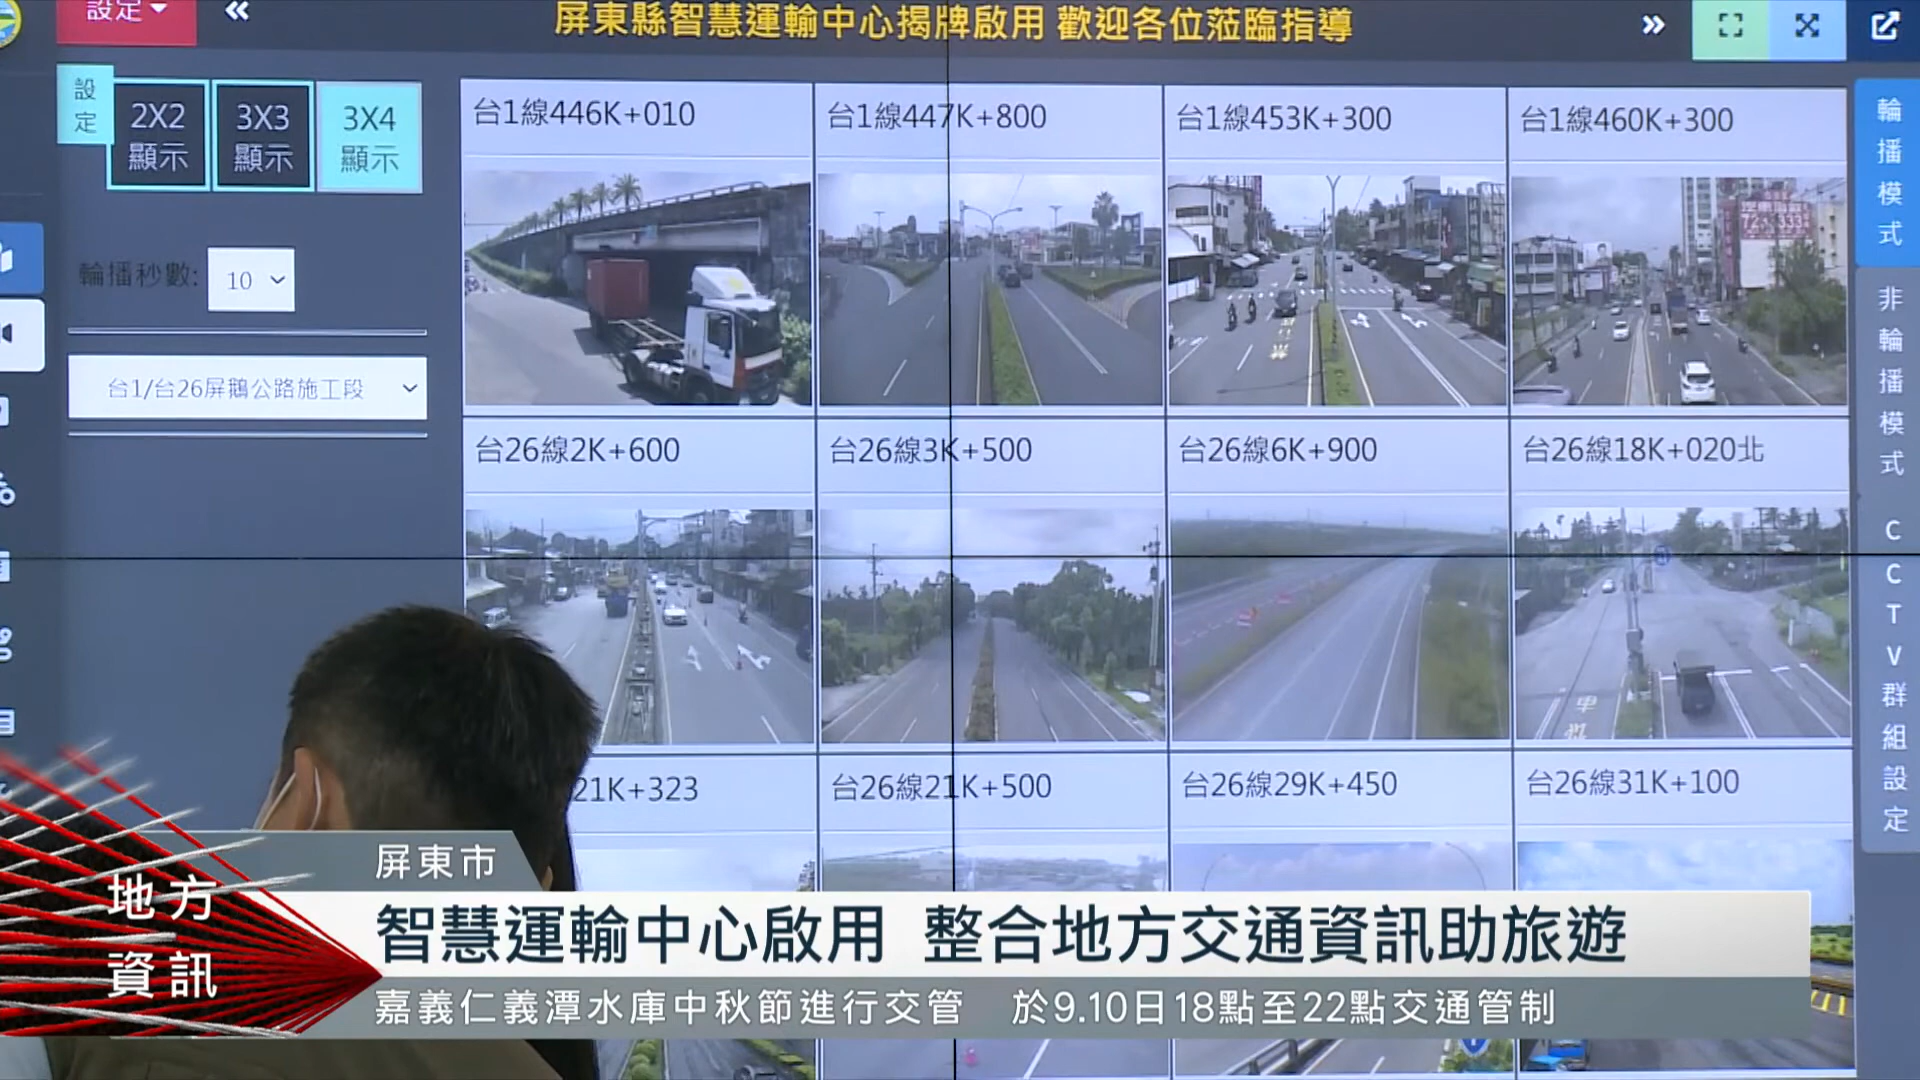 設定
屏東縣智慧運輸中心揭牌啟用 歡迎各位蒞臨指導
設定
2X2
顯示
3X3
顯示
3X4
顯示
輪播秒數:
10
台1/台26屏鵝公路施工段
台1線446K+010
台1線447K+800
台1線453K+300
台1線460K+300
台26線2K+600
台26線3K+500
台26線6K+900
台26線18K+020北
21K+323
台26線21K+500
台26線29K+450
台26線31K+100
輪播模式
非輪播模式
CCTV群組設定
屏東市
地方
資訊
智慧運輸中心啟用 整合地方交通資訊助旅遊
嘉義仁義潭水庫中秋節進行交管 於9.10日18點至22點交通管制